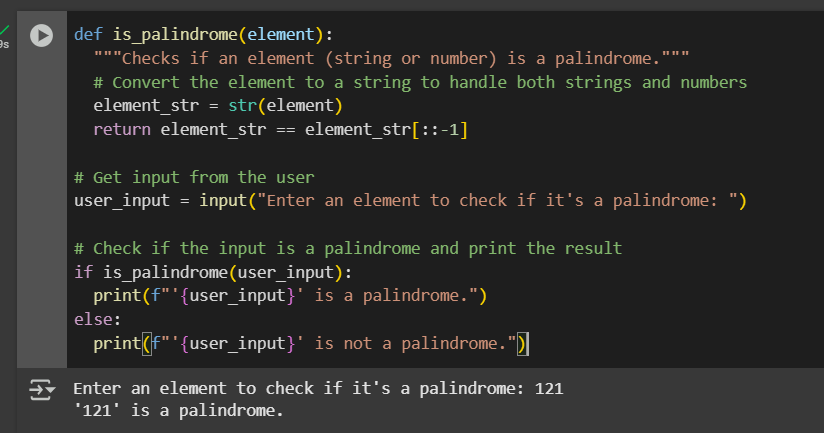 9s
def is_palindrome(element):
  """Checks if an element (string or number) is a palindrome."""
  # Convert the element to a string to handle both strings and numbers
  element_str = str(element)
  return element_str == element_str[::-1]

# Get input from the user
user_input = input("Enter an element to check if it's a palindrome: ")

# Check if the input is a palindrome and print the result
if is_palindrome(user_input):
  print(f"'{user_input}' is a palindrome.")
else:
  print(f"'{user_input}' is not a palindrome.")
Enter an element to check if it's a palindrome: 121
'121' is a palindrome.